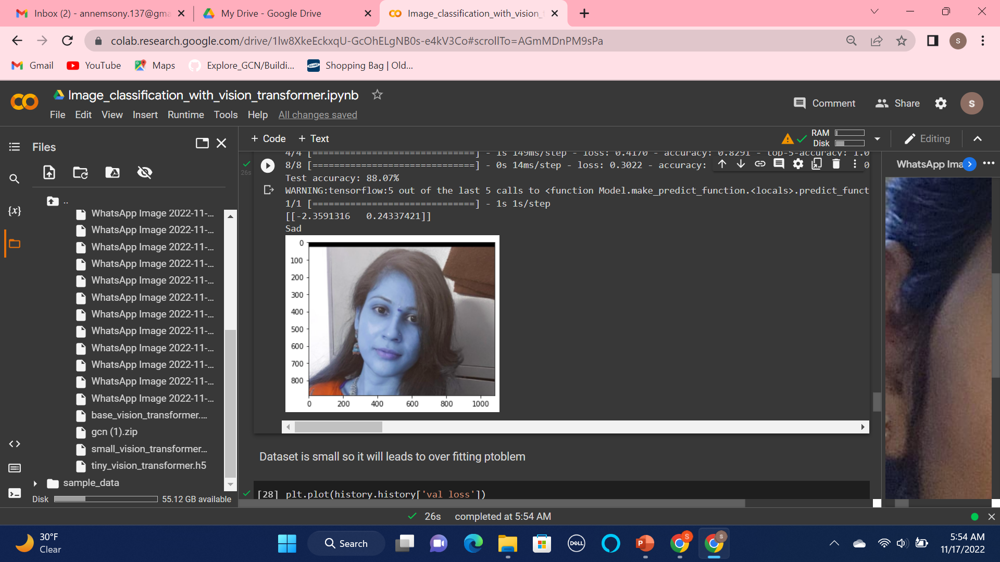 Inbox (2) - annemsony.137@gma
My Drive - Google Drive
Image_classification_with_vision_
colab.research.google.com/drive/1lw8XkeEckxqU-GcOhELgNB0s-e4kV3Co#scrollTo=AGmMDnPM9sPa
S
Gmail
YouTube
Maps
Explore_GCN/Buildi...
Shopping Bag | Old...
Image_classification_with_vision_transformer.ipynb
File Edit View Insert Runtime Tools Help All changes saved
Comment
Share
S
Files
+ Code + Text
RAM
Disk
Editing
..
WhatsApp Image 2022-11-...
WhatsApp Image 2022-11-...
WhatsApp Image 2022-11-...
WhatsApp Image 2022-11-...
WhatsApp Image 2022-11-...
WhatsApp Image 2022-11-...
WhatsApp Image 2022-11-...
WhatsApp Image 2022-11-...
WhatsApp Image 2022-11-...
WhatsApp Image 2022-11-...
WhatsApp Image 2022-11-...
WhatsApp Image 2022-11-...
base_vision_transformer....
gcn (1).zip
small_vision_transformer...
tiny_vision_transformer.h5
sample_data
Disk
55.12 GB available
26s
4/4 [==============================] - 1s 149ms/step - loss: 0.4170 - accuracy: 0.8291 - top-5-accuracy: 1.0
8/8 [==============================] - 0s 14ms/step - loss: 0.3022 - accuracy: 0
Test accuracy: 88.07%
WARNING:tensorflow:5 out of the last 5 calls to <function Model.make_predict_function.<locals>.predict_funct
1/1 [==============================] - 1s 1s/step
[[-2.3591316 0.24337421]]
Sad
0
100
200
300
400
500
600
700
800
0 200 400 600 800 1000
Dataset is small so it will leads to over fitting ptoblem
[28] plt.plot(history.history['val_loss'])
WhatsApp Ima
26s completed at 5:54 AM
30°F
Clear
Search
DELL
P
S
S
5:54 AM
11/17/2022